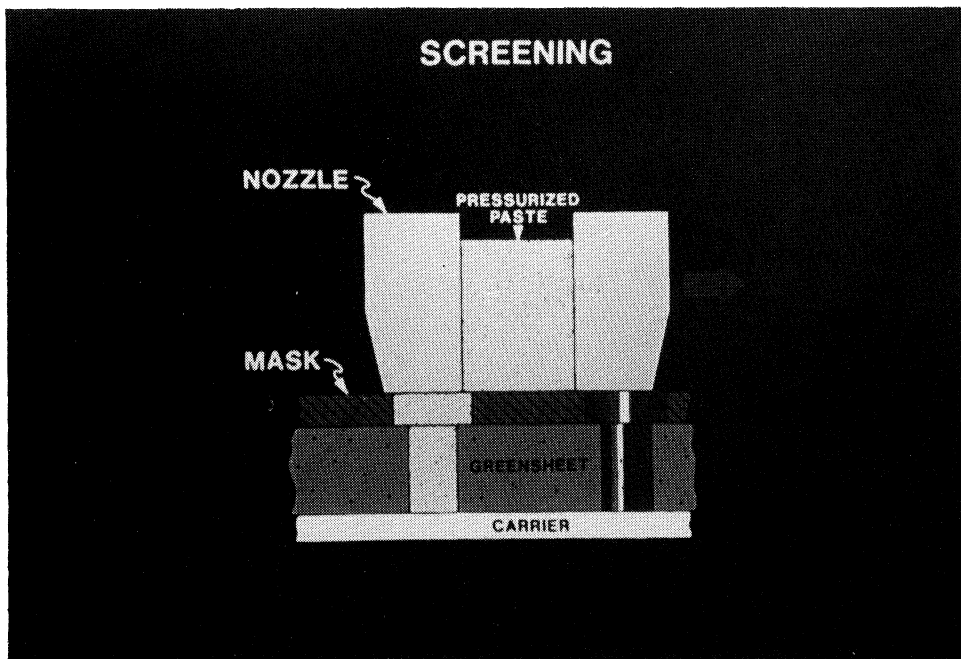 SCREENING
NOZZLE
PRESSURIZED
PASTE
MASK
GREENSHEET
CARRIER